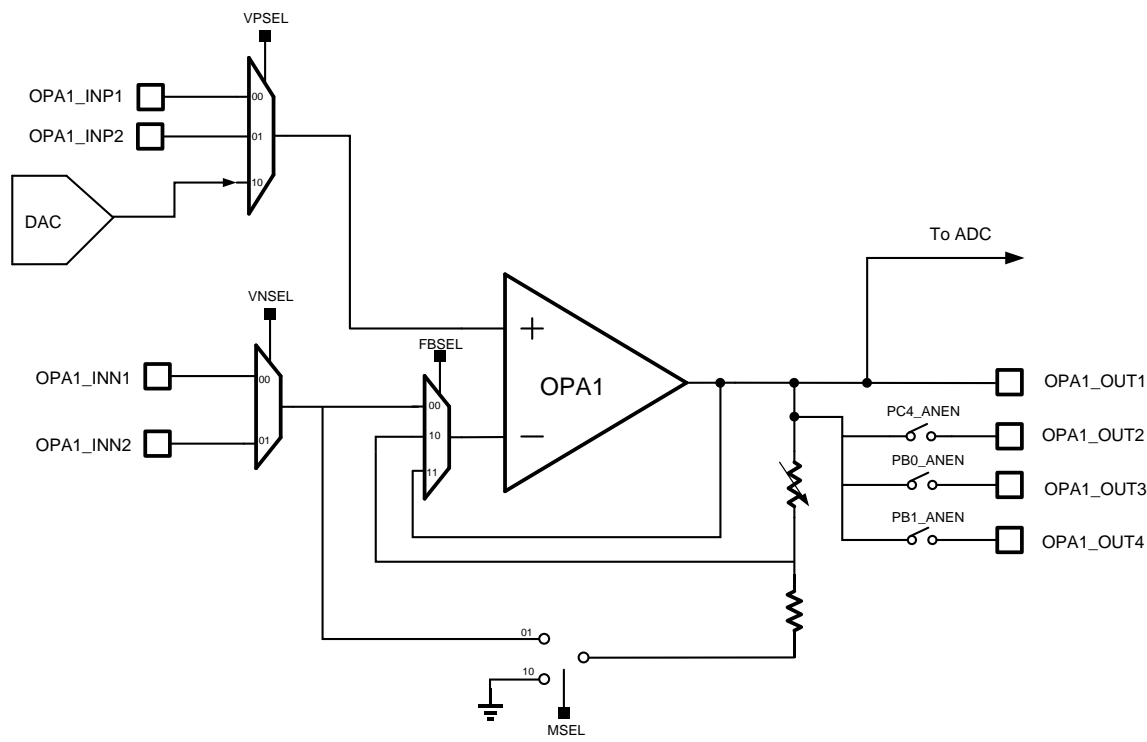 VPSEL
OPA1_INP1
00
OPA1_INP2
01
10
DAC
To ADC
VNSEL
FBSEL
OPA1_INN1
00
OPA1_INN2
01
00
10
11
+
OPA1
−
OPA1_OUT1
PC4_ANEN
OPA1_OUT2
PB0_ANEN
OPA1_OUT3
PB1_ANEN
OPA1_OUT4
01
10
MSEL